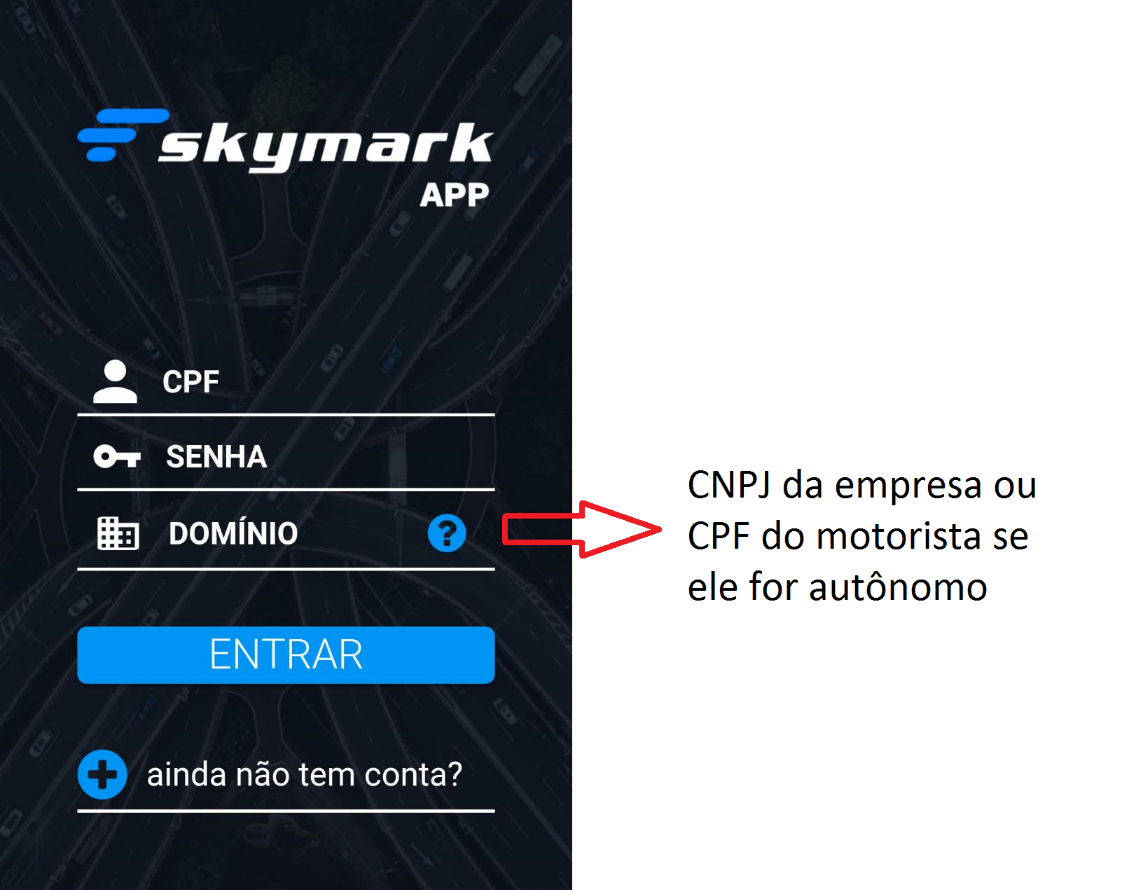 skymark
APP
CPF
SENHA
DOMÍNIO
?
ENTRAR
ainda não tem conta?
CNPJ da empresa ou
CPF do motorista se
ele for autônomo